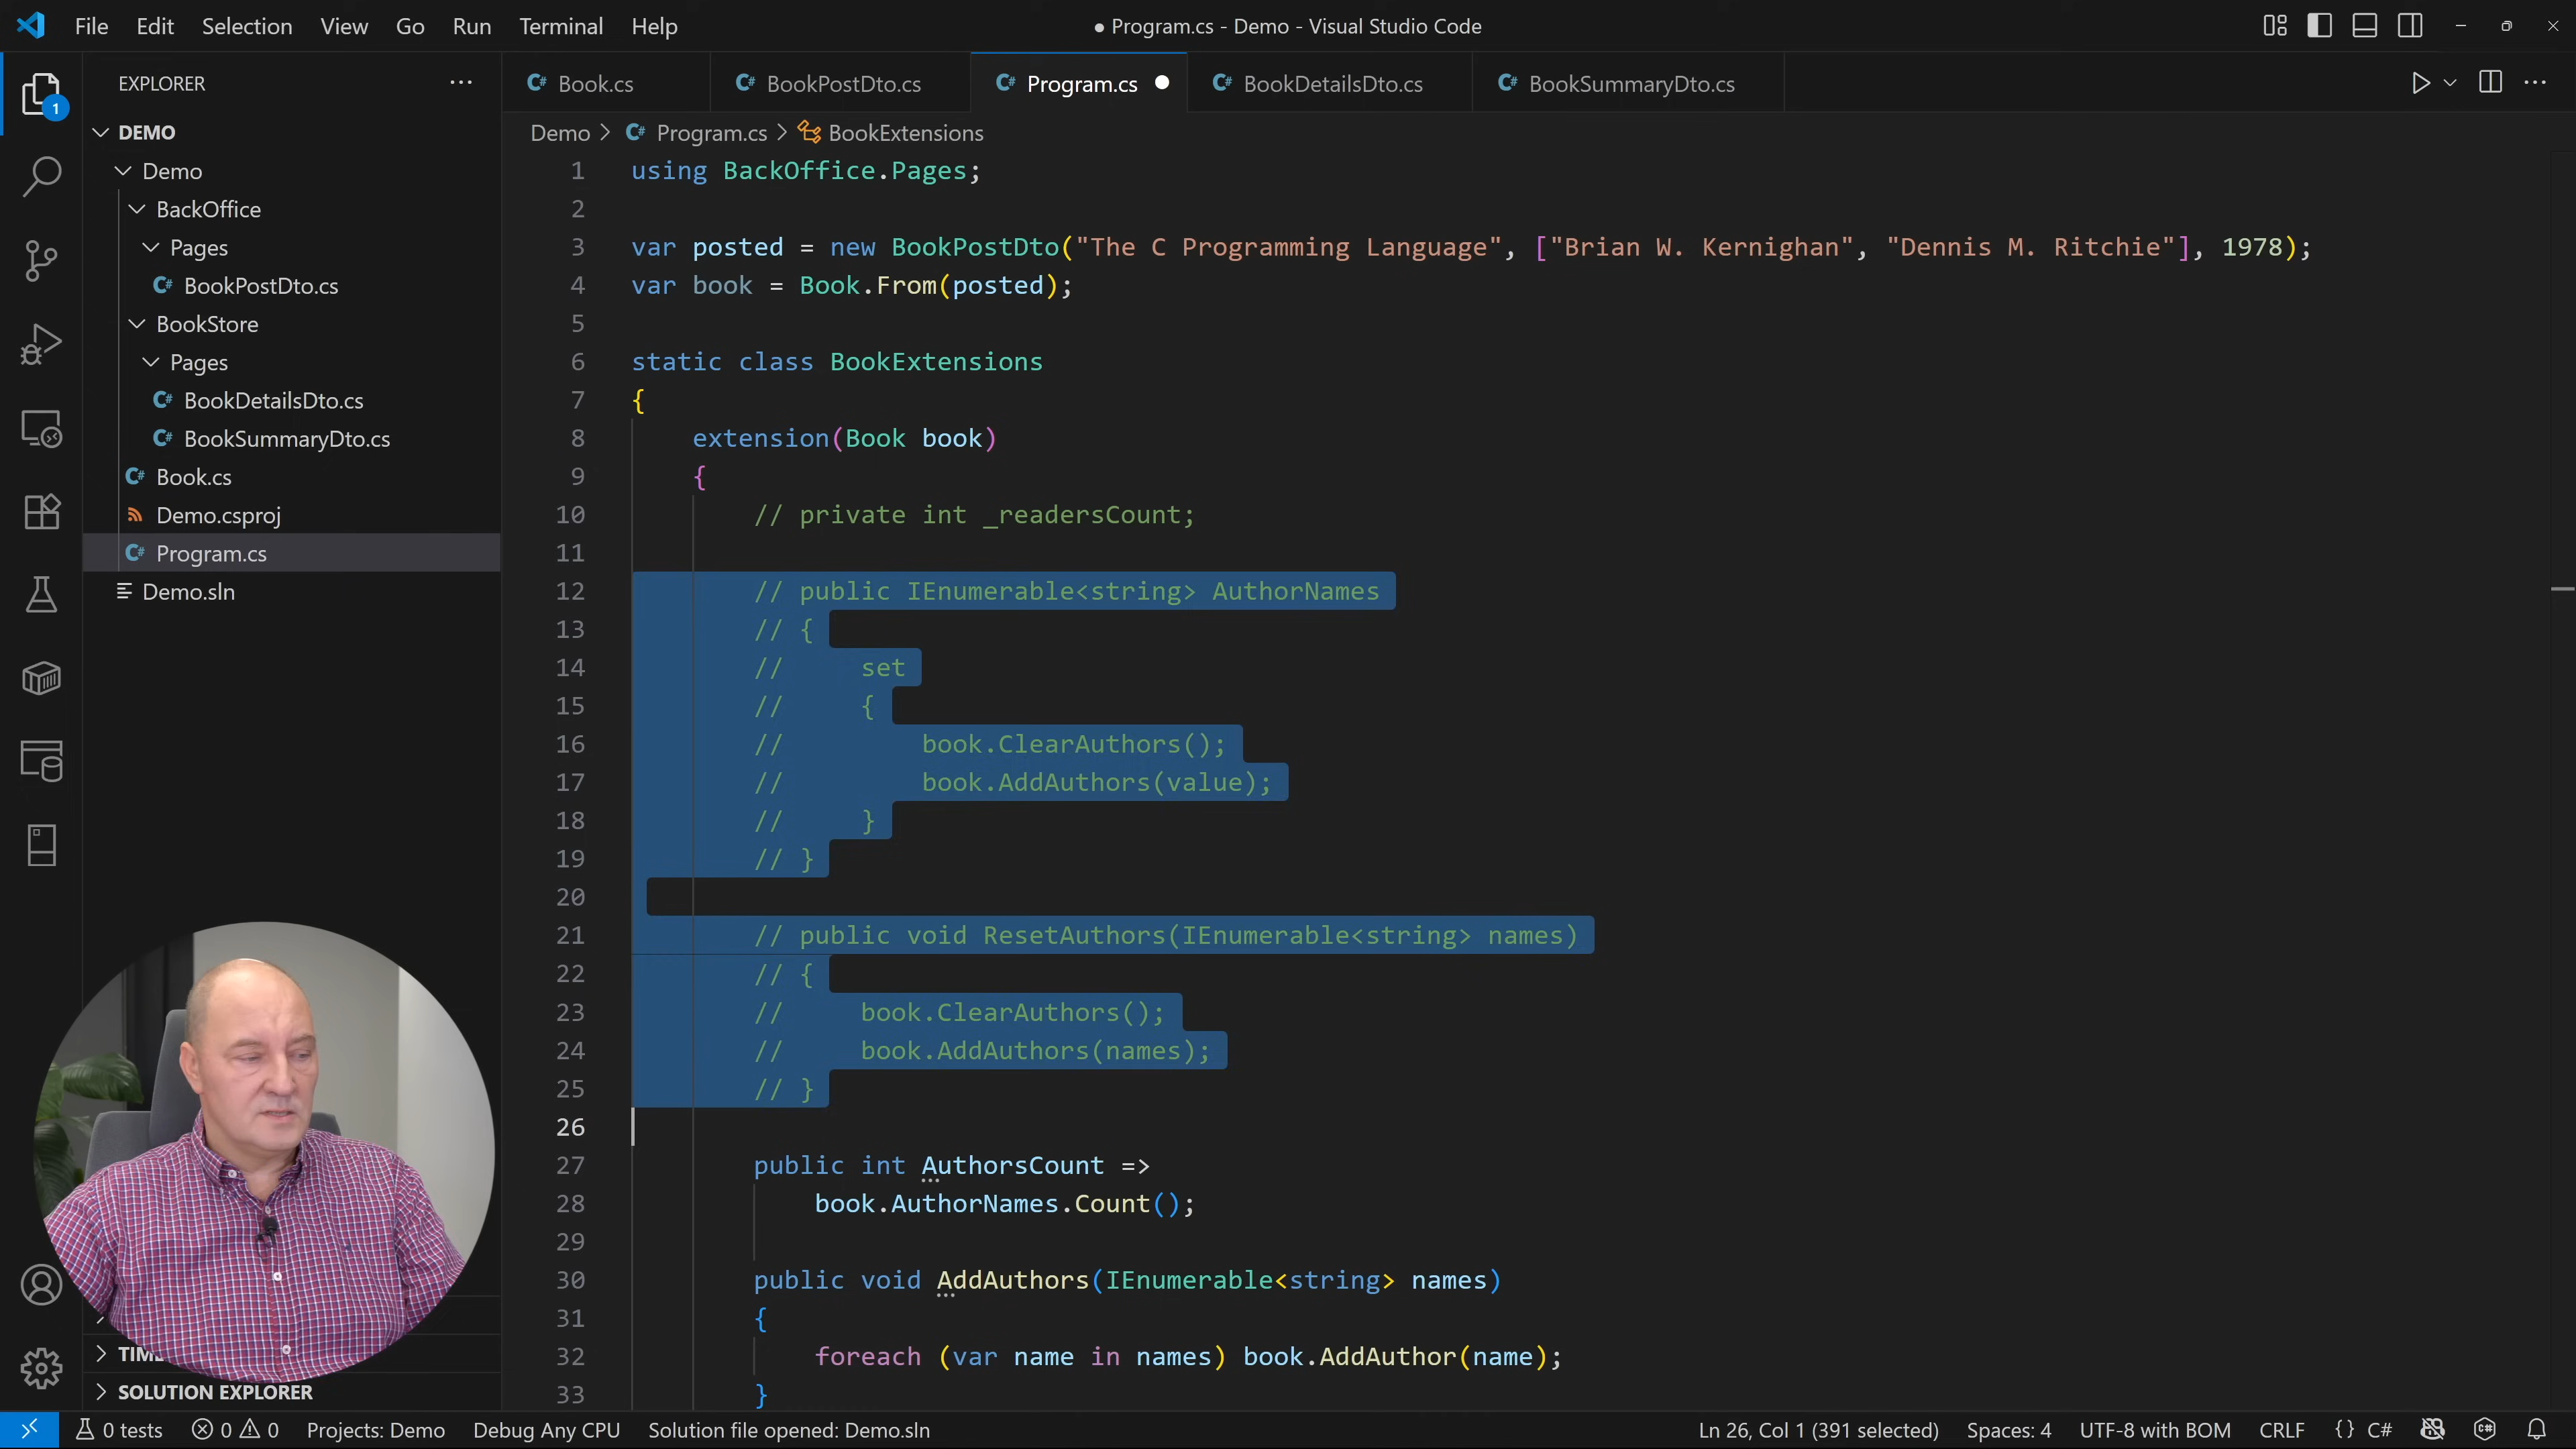 File Edit Selection View Go Run Terminal Help
● Program.cs - Demo - Visual Studio Code
EXPLORER
Book.cs
BookPostDto.cs
Program.cs
BookDetailsDto.cs
BookSummaryDto.cs
1
DEMO
Demo
BackOffice
Pages
BookPostDto.cs
BookStore
Pages
BookDetailsDto.cs
BookSummaryDto.cs
Book.cs
Demo.csproj
Program.cs
Demo.sln
SOLUTION EXPLORER
Demo > Program.cs > BookExtensions
1 using BackOffice.Pages;
2
3 var posted = new BookPostDto("The C Programming Language", ["Brian W. Kernighan", "Dennis M. Ritchie"], 1978);
4 var book = Book.From(posted);
5
6 static class BookExtensions
7 {
8 extension(Book book)
9 {
10 // private int _readersCount;
11
12 // public IEnumerable<string> AuthorNames
13 // {
14 // set
15 // {
16 // book.ClearAuthors();
17 // book.AddAuthors(value);
18 // }
19 // }
20
21 // public void ResetAuthors(IEnumerable<string> names)
22 // {
23 // book.ClearAuthors();
24 // book.AddAuthors(names);
25 // }
26
27 public int AuthorsCount =>
28 book.AuthorNames.Count();
29
30 public void AddAuthors(IEnumerable<string> names)
31 {
32 foreach (var name in names) book.AddAuthor(name);
33 }
0 tests 0 0 Projects: Demo Debug Any CPU Solution file opened: Demo.sln
Ln 26, Col 1 (391 selected) Spaces: 4 UTF-8 with BOM CRLF {} C#